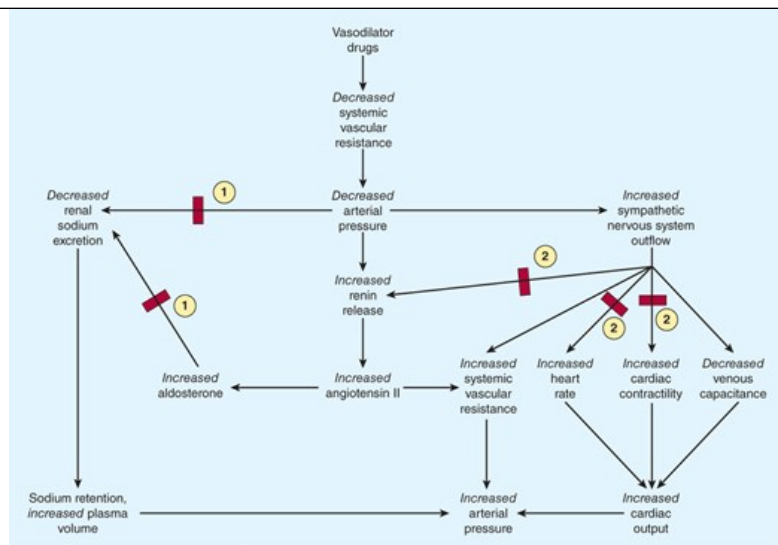 Vasodilator
drugs
Decreased
systemic
vascular
resistance
1
Decreased
renal
sodium
excretion
Decreased
arterial
pressure
Increased
sympathetic
nervous system
outflow
2
Increased
renin
release
1
2
2
Increased
aldosterone
Increased
angiotensin II
Increased
systemic
vascular
resistance
Increased
heart
rate
Increased
cardiac
contractility
Decreased
venous
capacitance
Sodium retention,
increased plasma
volume
Increased
arterial
pressure
Increased
cardiac
output